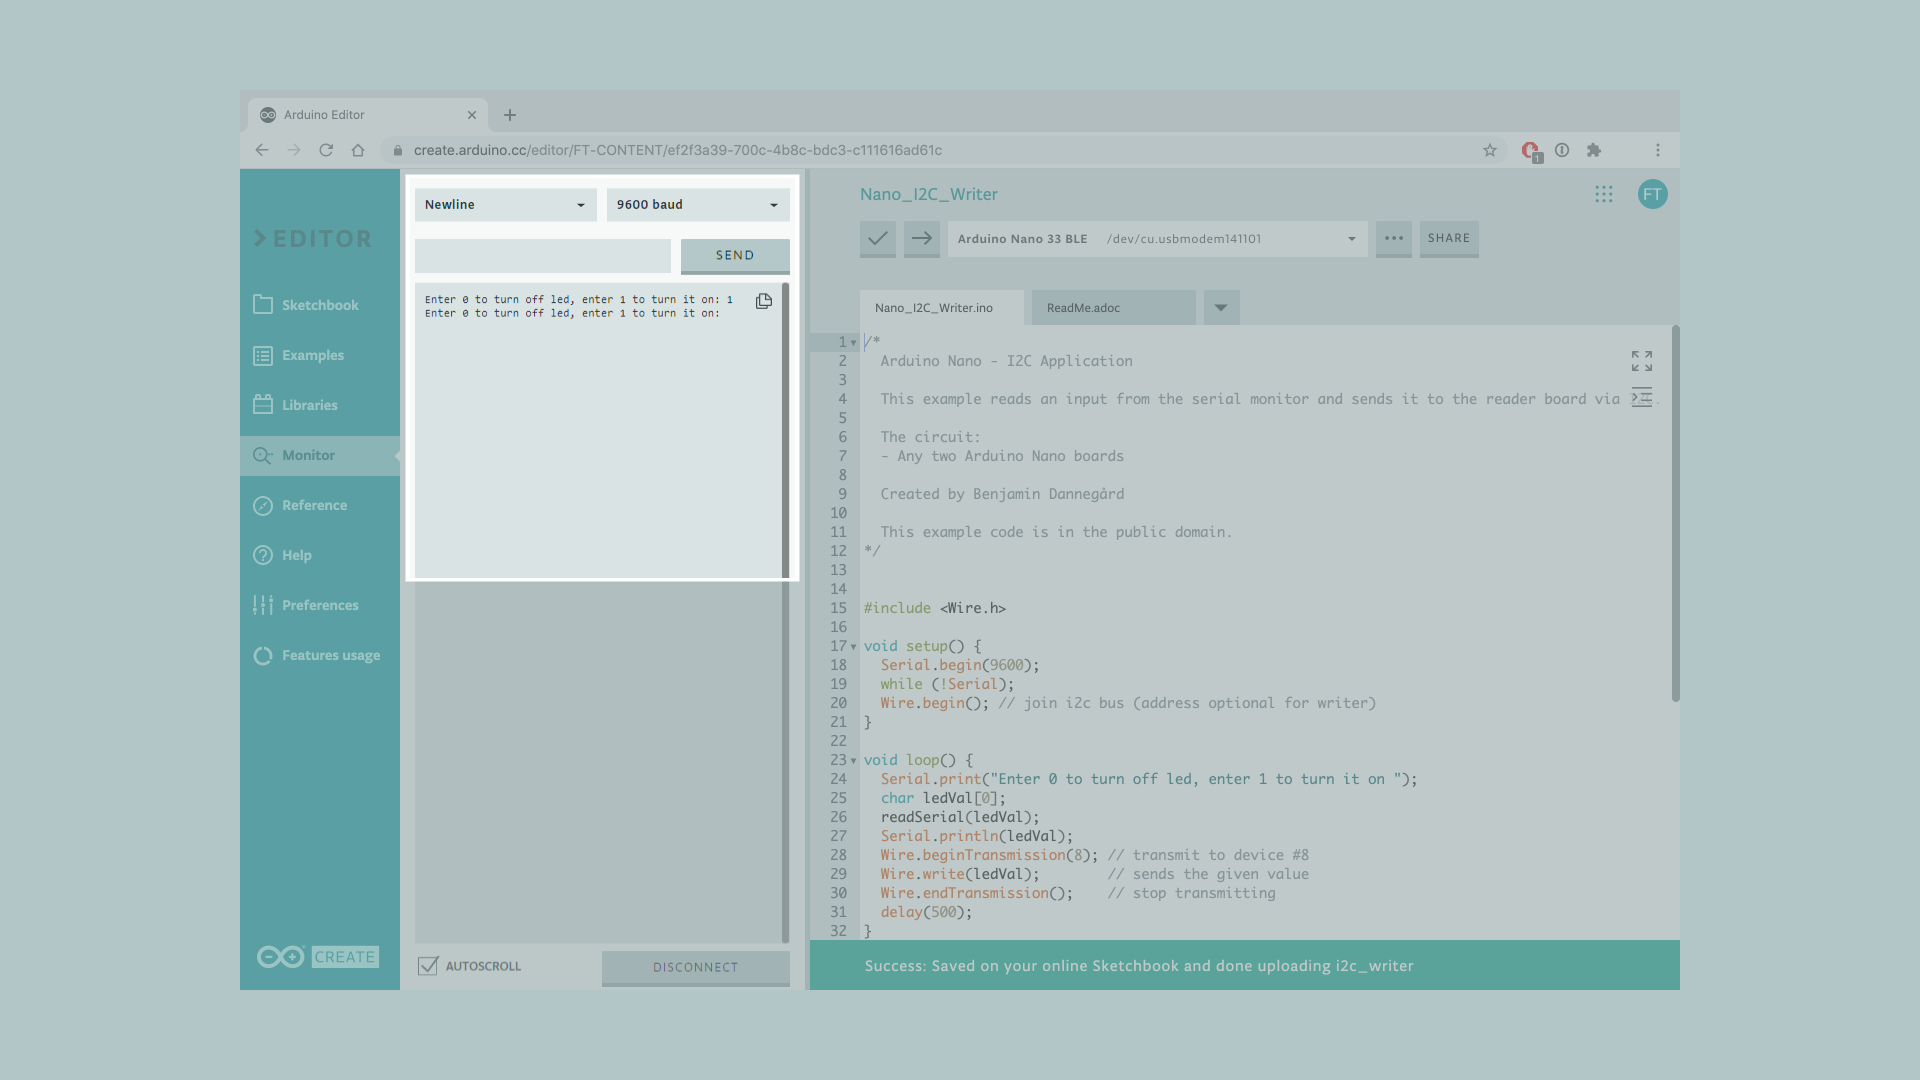 Arduino Editor
create.arduino.cc/editor/FT-CONTENT/ef2f3a39-700c-4b8c-bdc3-c111616ad61c
1
EDITOR
Sketchbook
Examples
Libraries
Monitor
Reference
Help
Preferences
Features usage
CREATE
Newline
9600 baud
SEND
Enter 0 to turn off led, enter 1 to turn it on: 1
Enter 0 to turn off led, enter 1 to turn it on:
AUTOSCROLL
DISCONNECT
Nano_I2C_Writer
FT
Arduino Nano 33 BLE /dev/cu.usbmodem141101
SHARE
Nano_I2C_Writer.ino
ReadMe.adoc
1 /*
2 Arduino Nano - I2C Application
3
4 This example reads an input from the serial monitor and sends it to the reader board via I2C.
5
6 The circuit:
7 - Any two Arduino Nano boards
8
9 Created by Benjamin Dannegård
10
11 This example code is in the public domain.
12 */
13
14
15 #include <Wire.h>
16
17 void setup() {
18 Serial.begin(9600);
19 while (!Serial);
20 Wire.begin(); // join i2c bus (address optional for writer)
21 }
22
23 void loop() {
24 Serial.print("Enter 0 to turn off led, enter 1 to turn it on ");
25 char ledVal[0];
26 readSerial(ledVal);
27 Serial.println(ledVal);
28 Wire.beginTransmission(8); // transmit to device #8
29 Wire.write(ledVal); // sends the given value
30 Wire.endTransmission(); // stop transmitting
31 delay(500);
32 }
Success: Saved on your online Sketchbook and done uploading i2c_writer